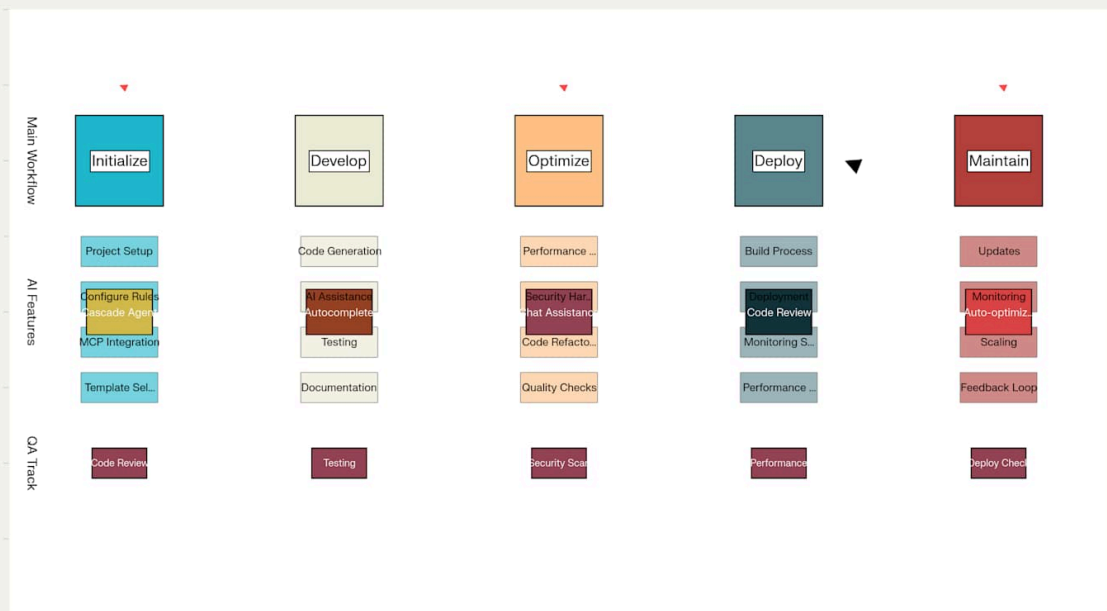 Main Workflow
Initialize
Develop
Optimize
Deploy
Maintain
AI Features
Project Setup
Code Generation
Performance ...
Build Process
Updates
Configure Rules
AI Assistance
Security Har...
Deployment
Monitoring
Cascade Agent
Autocomplete
hat Assistanc
Code Review
Auto-optimiz...
MCP Integration
Testing
Code Refacto...
Monitoring S...
Scaling
Template Sel...
Documentation
Quality Checks
Performance ...
Feedback Loop
QA Track
Code Review
Testing
Security Scan
Performance
Deploy Check